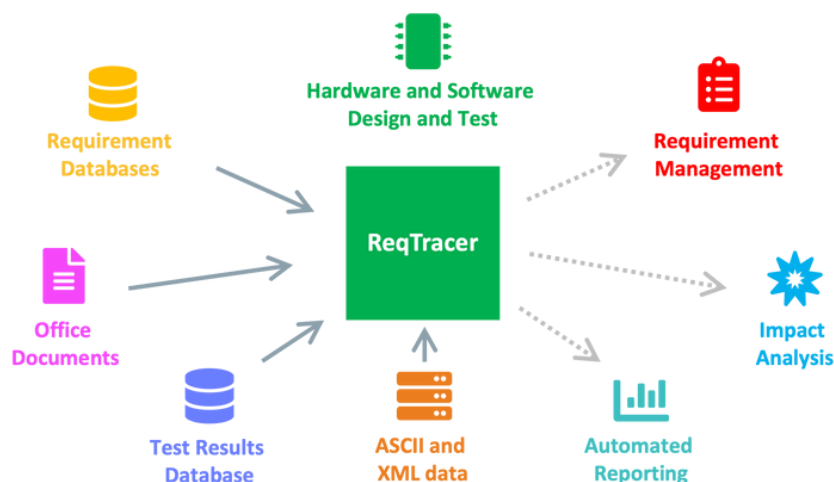 Hardware and Software
Design and Test
Requirement
Databases
Requirement
Management
ReqTracer
Office
Documents
Impact
Analysis
Test Results
Database
ASCII and
XML data
Automated
Reporting